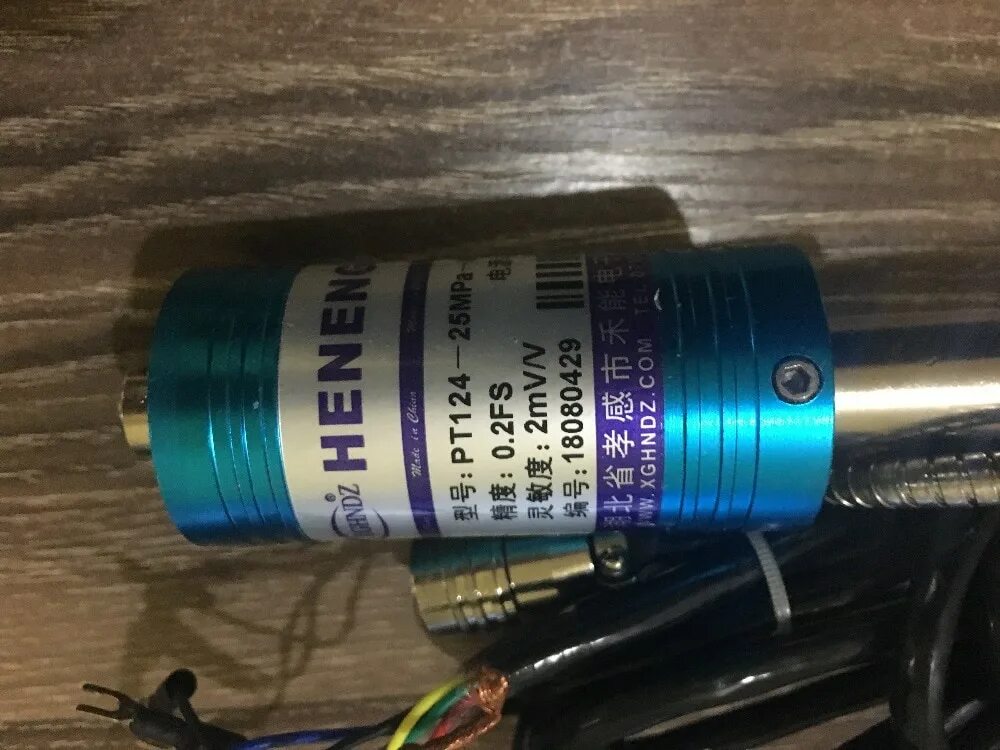 XGHNDZ®
HENENG
Made in China
型号: PT124—25MPa
精度: 0.2FS
灵敏度: 2mV/V
编号: 18080429
湖北省孝感市禾能电子
WWW.XGHNDZ.COM TEL